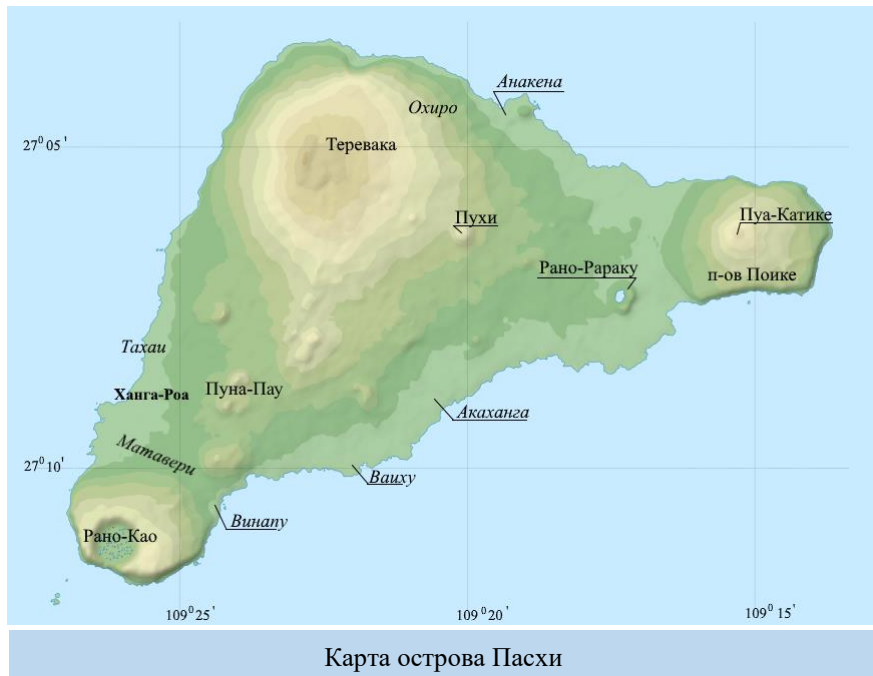 Анакена
Охиро
27⁰ 05'
Теревака
Пухи
Пуа-Катике
Рано-Рараку
п-ов Поике
Тахаи
Ханга-Роа
Пуна-Пау
Акаханга
Матавери
27⁰ 10'
Ваиху
Винапу
Рано-Као
109⁰ 25'
109⁰ 20'
109⁰ 15'
Карта острова Пасхи